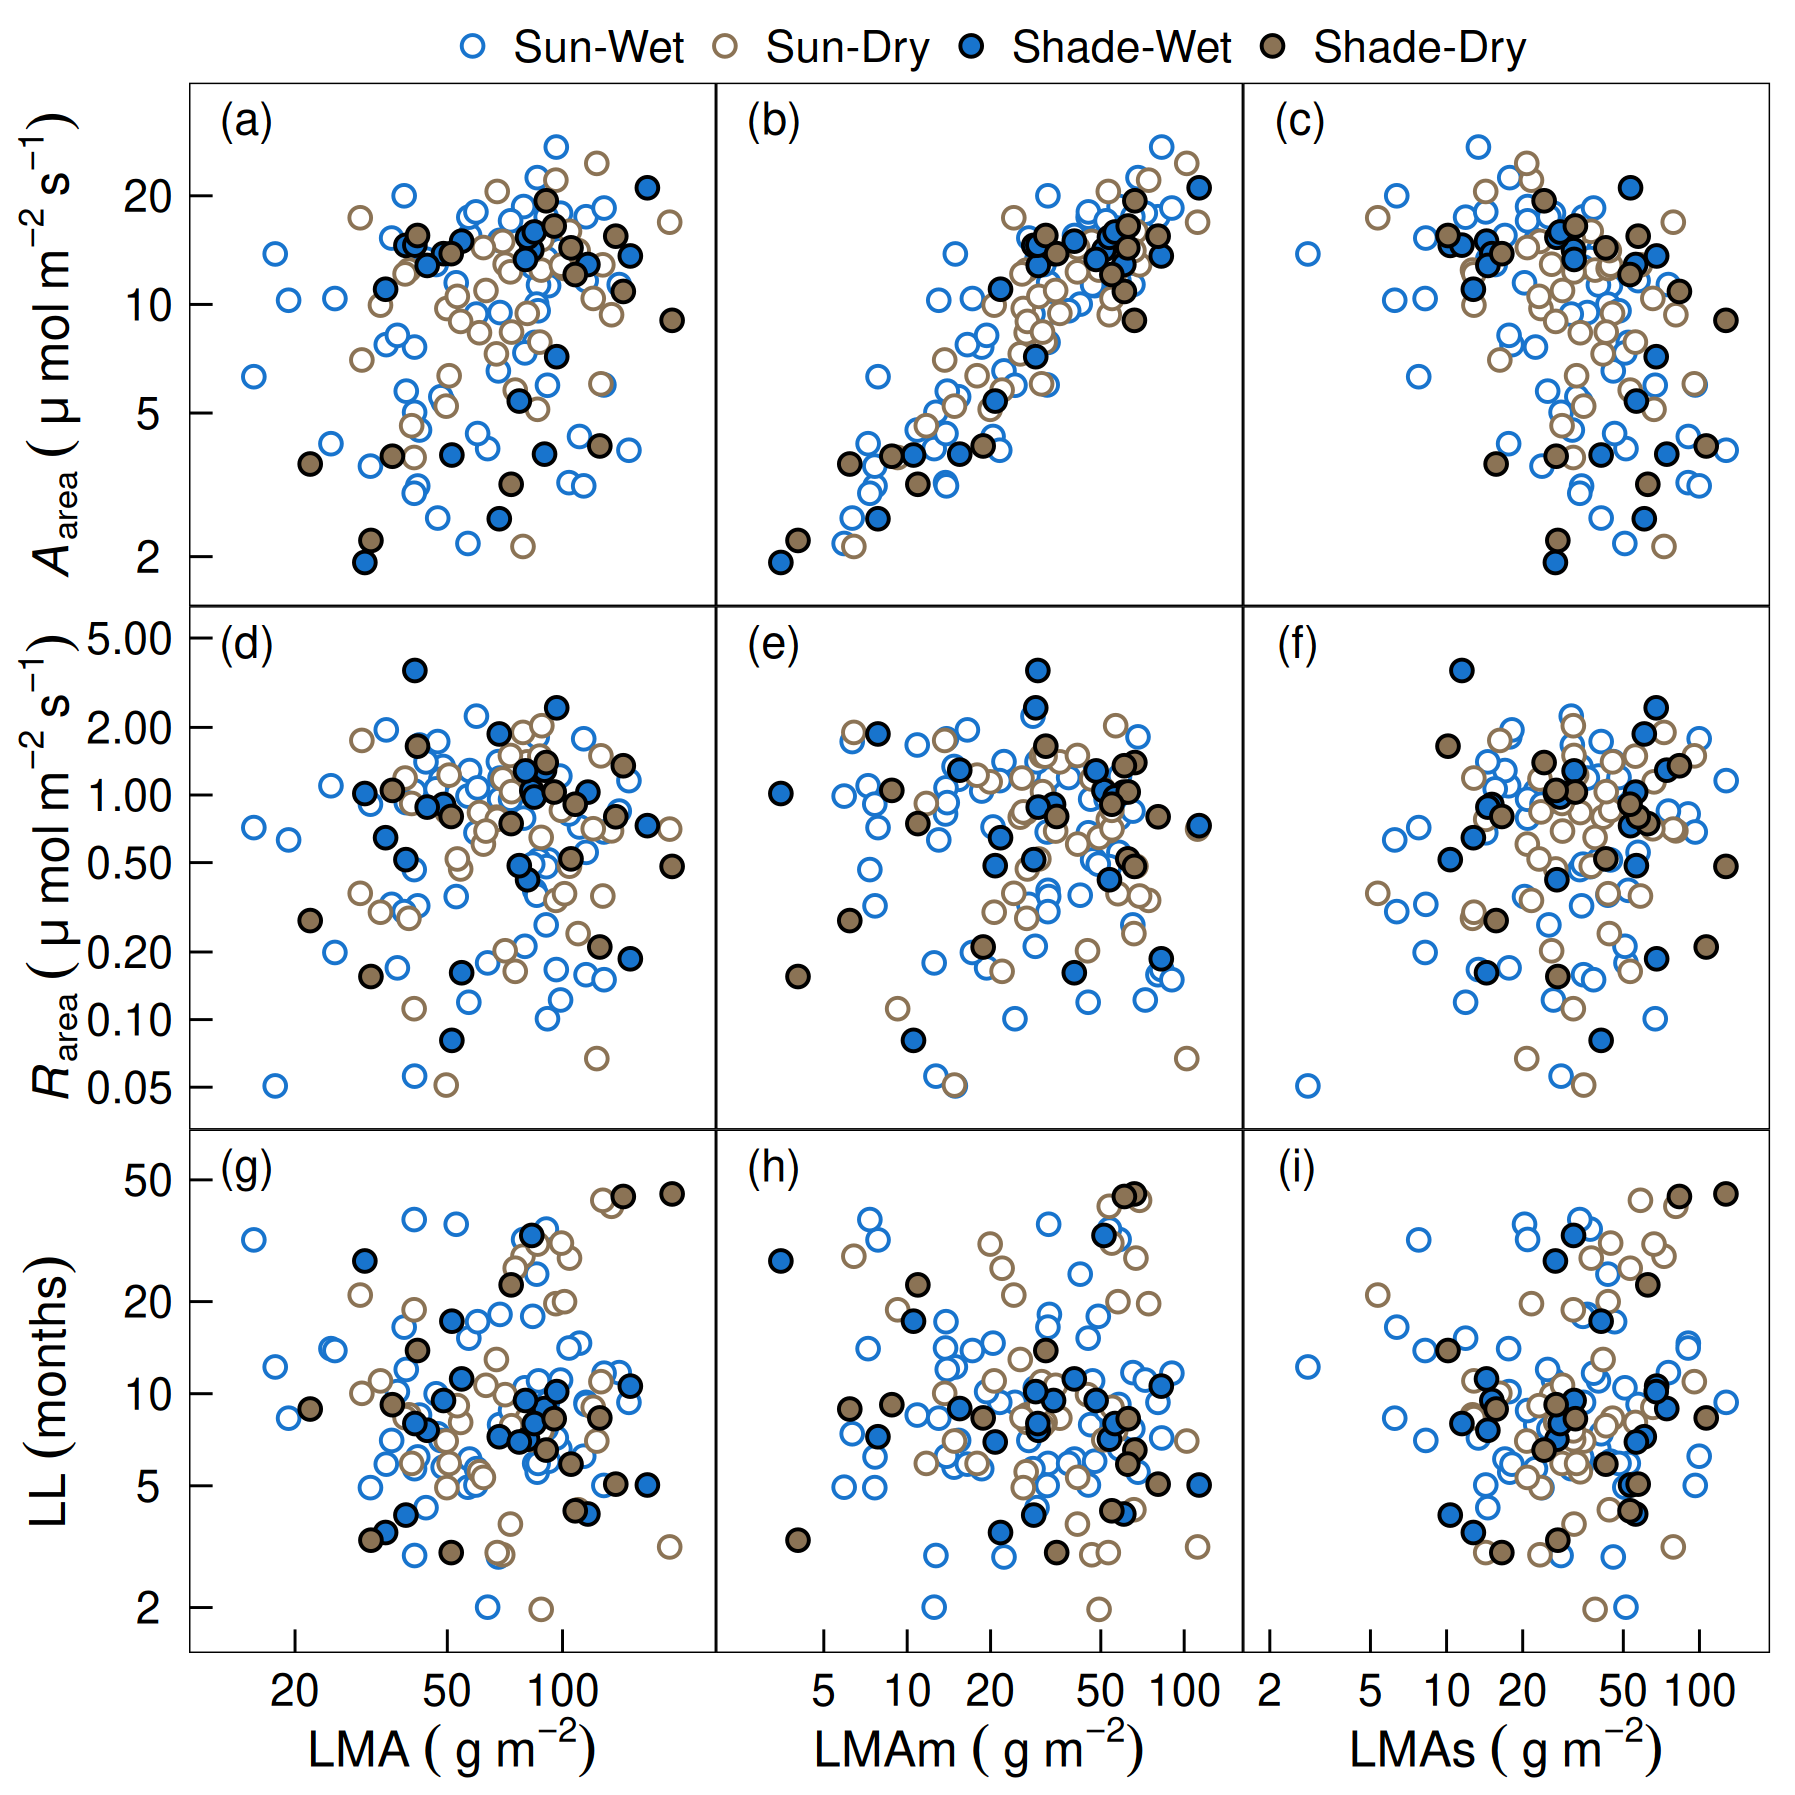 Sun-Wet Sun-Dry Shade-Wet Shade-Dry
(a) (b) (c)
A area ( μ mol m −2 s −1 )
20
10
5
2
(d) (e) (f)
R area ( μ mol m −2 s −1 )
5.00
2.00
1.00
0.50
0.20
0.10
0.05
(g) (h) (i)
LL (months)
50
20
10
5
2
20 50 100 5 10 20 50 100 2 5 10 20 50 100
LMA ( g m −2 ) LMAm ( g m −2 ) LMAs ( g m −2 )